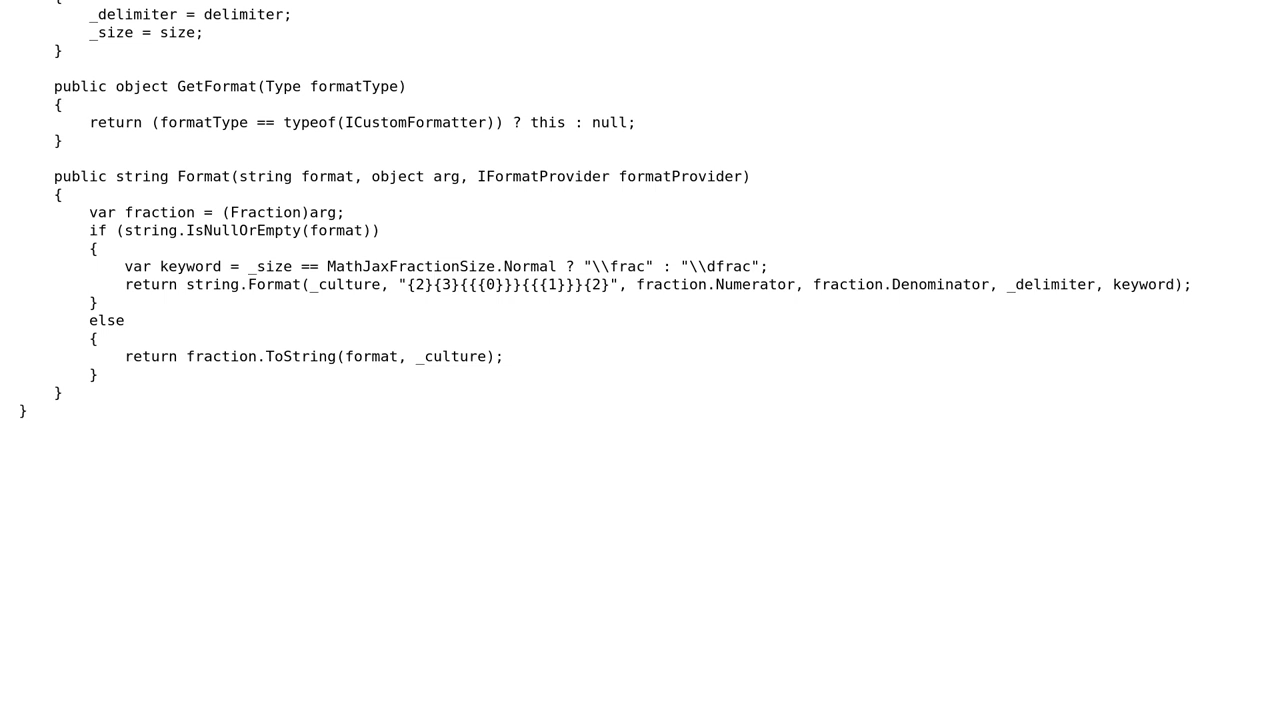 {
        _delimiter = delimiter;
        _size = size;
    }

    public object GetFormat(Type formatType)
    {
        return (formatType == typeof(ICustomFormatter)) ? this : null;
    }

    public string Format(string format, object arg, IFormatProvider formatProvider)
    {
        var fraction = (Fraction)arg;
        if (string.IsNullOrEmpty(format))
        {
            var keyword = _size == MathJaxFractionSize.Normal ? "\\frac" : "\\dfrac";
            return string.Format(_culture, "{2}{3}{{{0}}}{{{1}}}{2}", fraction.Numerator, fraction.Denominator, _delimiter, keyword);
        }
        else
        {
            return fraction.ToString(format, _culture);
        }
    }
}